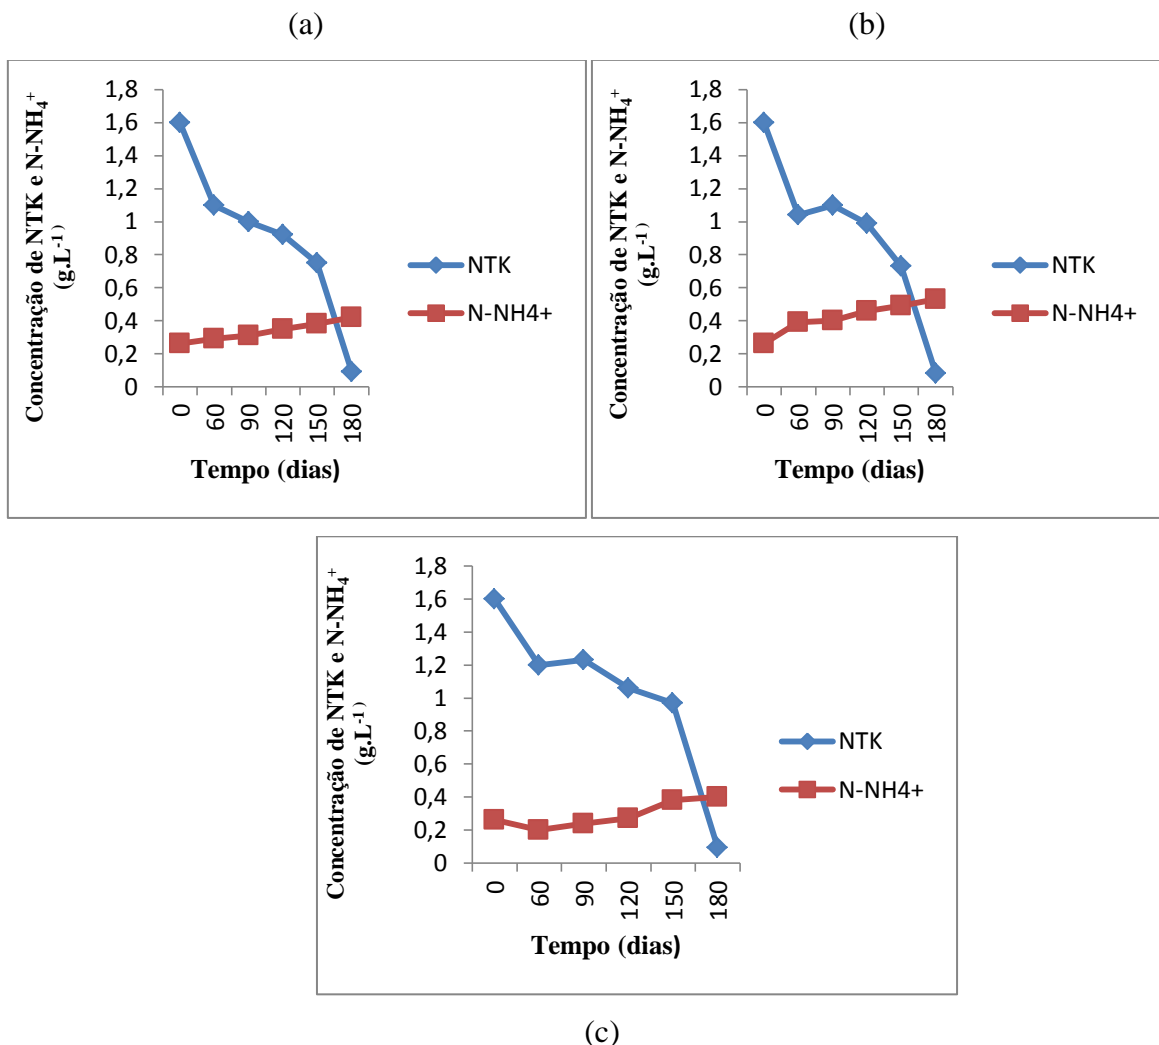 (a)
(b)
Concentração de NTK e N-NH₄⁺
(g.L⁻¹)
1,8
1,6
1,4
1,2
1
0,8
0,6
0,4
0,2
0
0
60
90
120
150
180
Tempo (dias)
NTK
N-NH4+
Concentração de NTK e N-NH₄⁺
(g.L⁻¹)
1,8
1,6
1,4
1,2
1
0,8
0,6
0,4
0,2
0
0
60
90
120
150
180
Tempo (dias)
NTK
N-NH4+
Concentração de NTK e N-NH₄⁺
(g.L⁻¹)
1,8
1,6
1,4
1,2
1
0,8
0,6
0,4
0,2
0
0
60
90
120
150
180
Tempo (dias)
NTK
N-NH4+
(c)